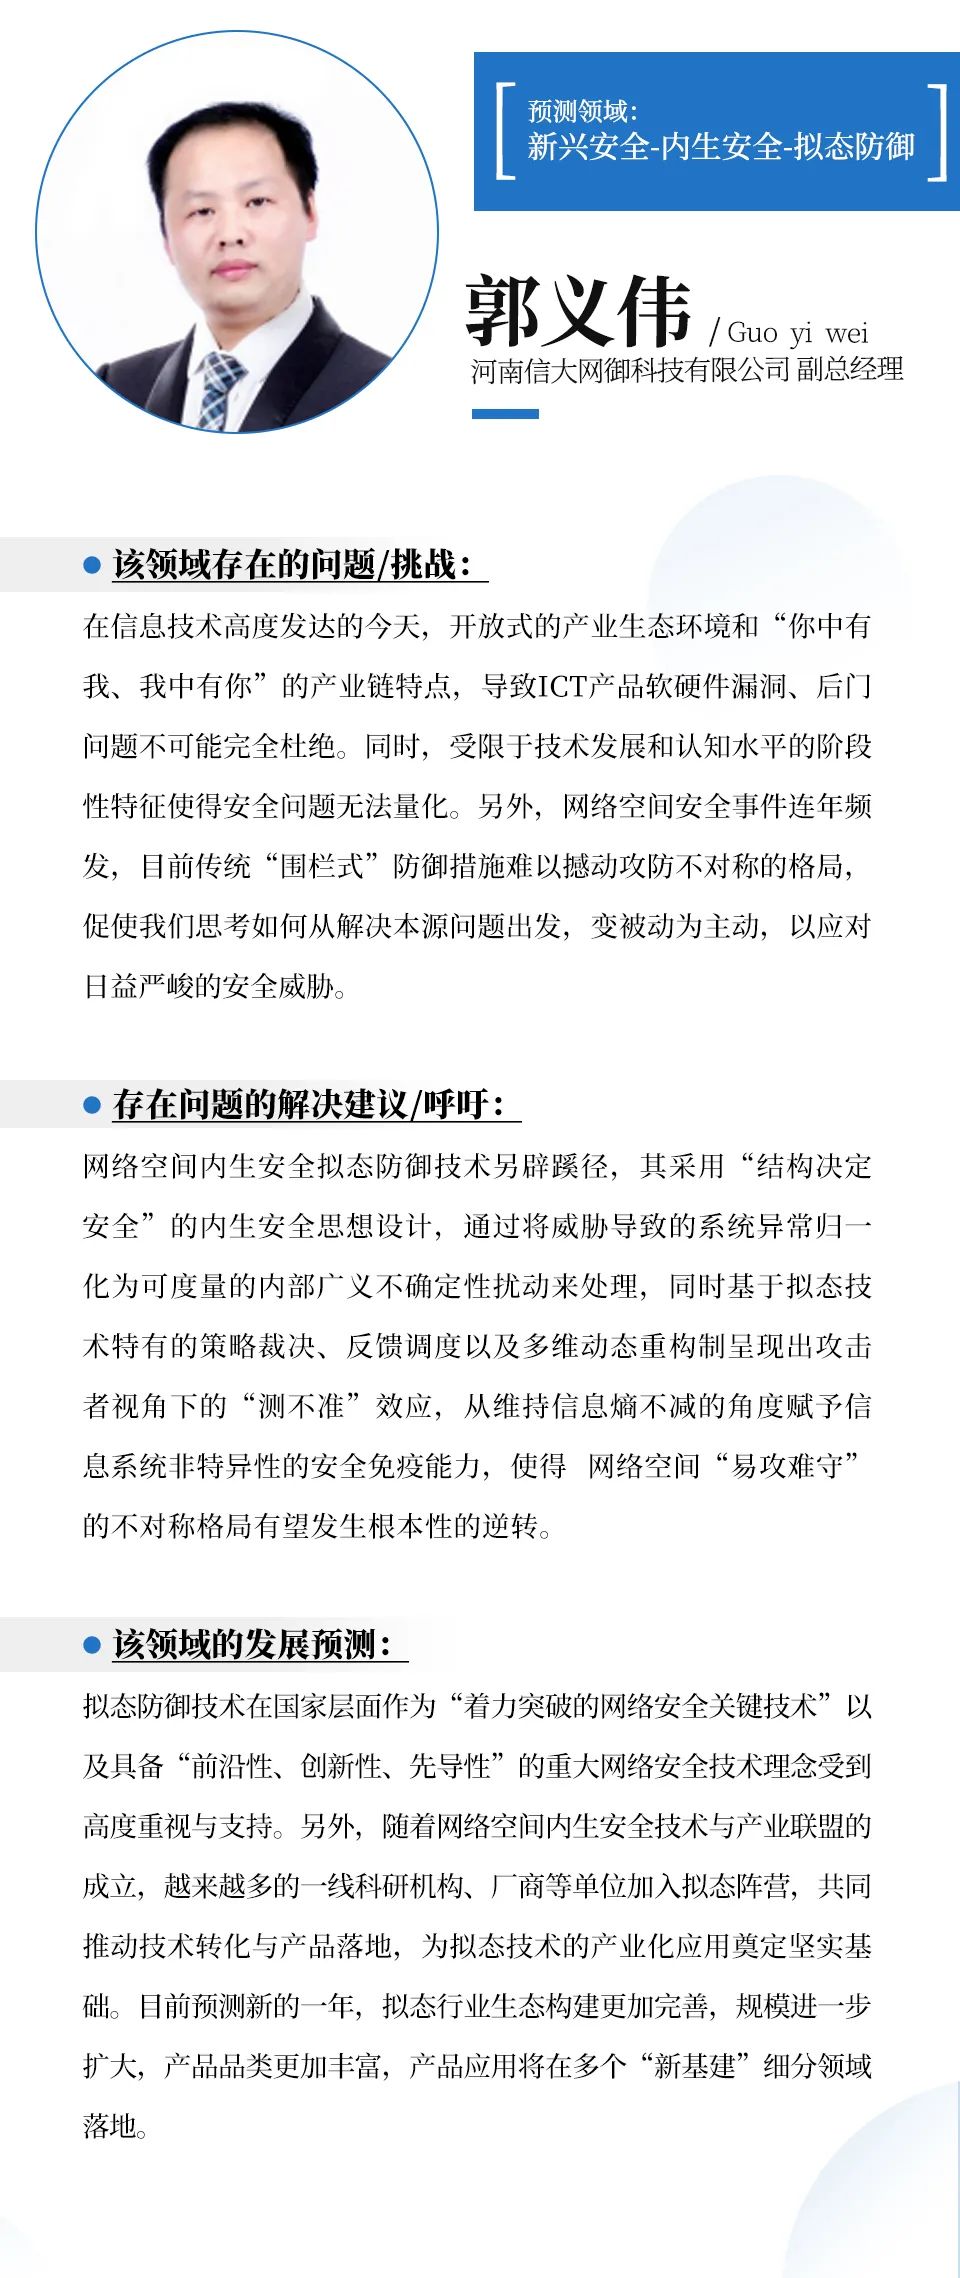 预测领域：
新兴安全-内生安全-拟态防御
郭义伟 / Guo yi wei
河南信大网御科技有限公司 副总经理
该领域存在的问题/挑战：
在信息技术高度发达的今天，开放式的产业生态环境和“你中有
我、我中有你”的产业链特点，导致ICT产品软硬件漏洞、后门
问题不可能完全杜绝。同时，受限于技术发展和认知水平的阶段
性特征使得安全问题无法量化。另外，网络空间安全事件连年频
发，目前传统“围栏式”防御措施难以撼动攻防不对称的格局，
促使我们思考如何从解决本源问题出发，变被动为主动，以应对
日益严峻的安全威胁。
存在问题的解决建议/呼吁：
网络空间内生安全拟态防御技术另辟蹊径，其采用“结构决定
安全”的内生安全思想设计，通过将威胁导致的系统异常归一
化为可度量的内部广义不确定性扰动来处理，同时基于拟态技
术特有的策略裁决、反馈调度以及多维动态重构制呈现出攻击
者视角下的“测不准”效应，从维持信息熵不减的角度赋予信
息系统非特异性的安全免疫能力，使得 网络空间“易攻难守”
的不对称格局有望发生根本性的逆转。
该领域的发展预测：
拟态防御技术在国家层面作为“着力突破的网络安全关键技术”以
及具备“前沿性、创新性、先导性”的重大网络安全技术理念受到
高度重视与支持。另外，随着网络空间内生安全技术与产业联盟的
成立，越来越多的一线科研机构、厂商等单位加入拟态阵营，共同
推动技术转化与产品落地，为拟态技术的产业化应用奠定坚实基
础。目前预测新的一年，拟态行业生态构建更加完善，规模进一步
扩大，产品品类更加丰富，产品应用将在多个“新基建”细分领域
落地。